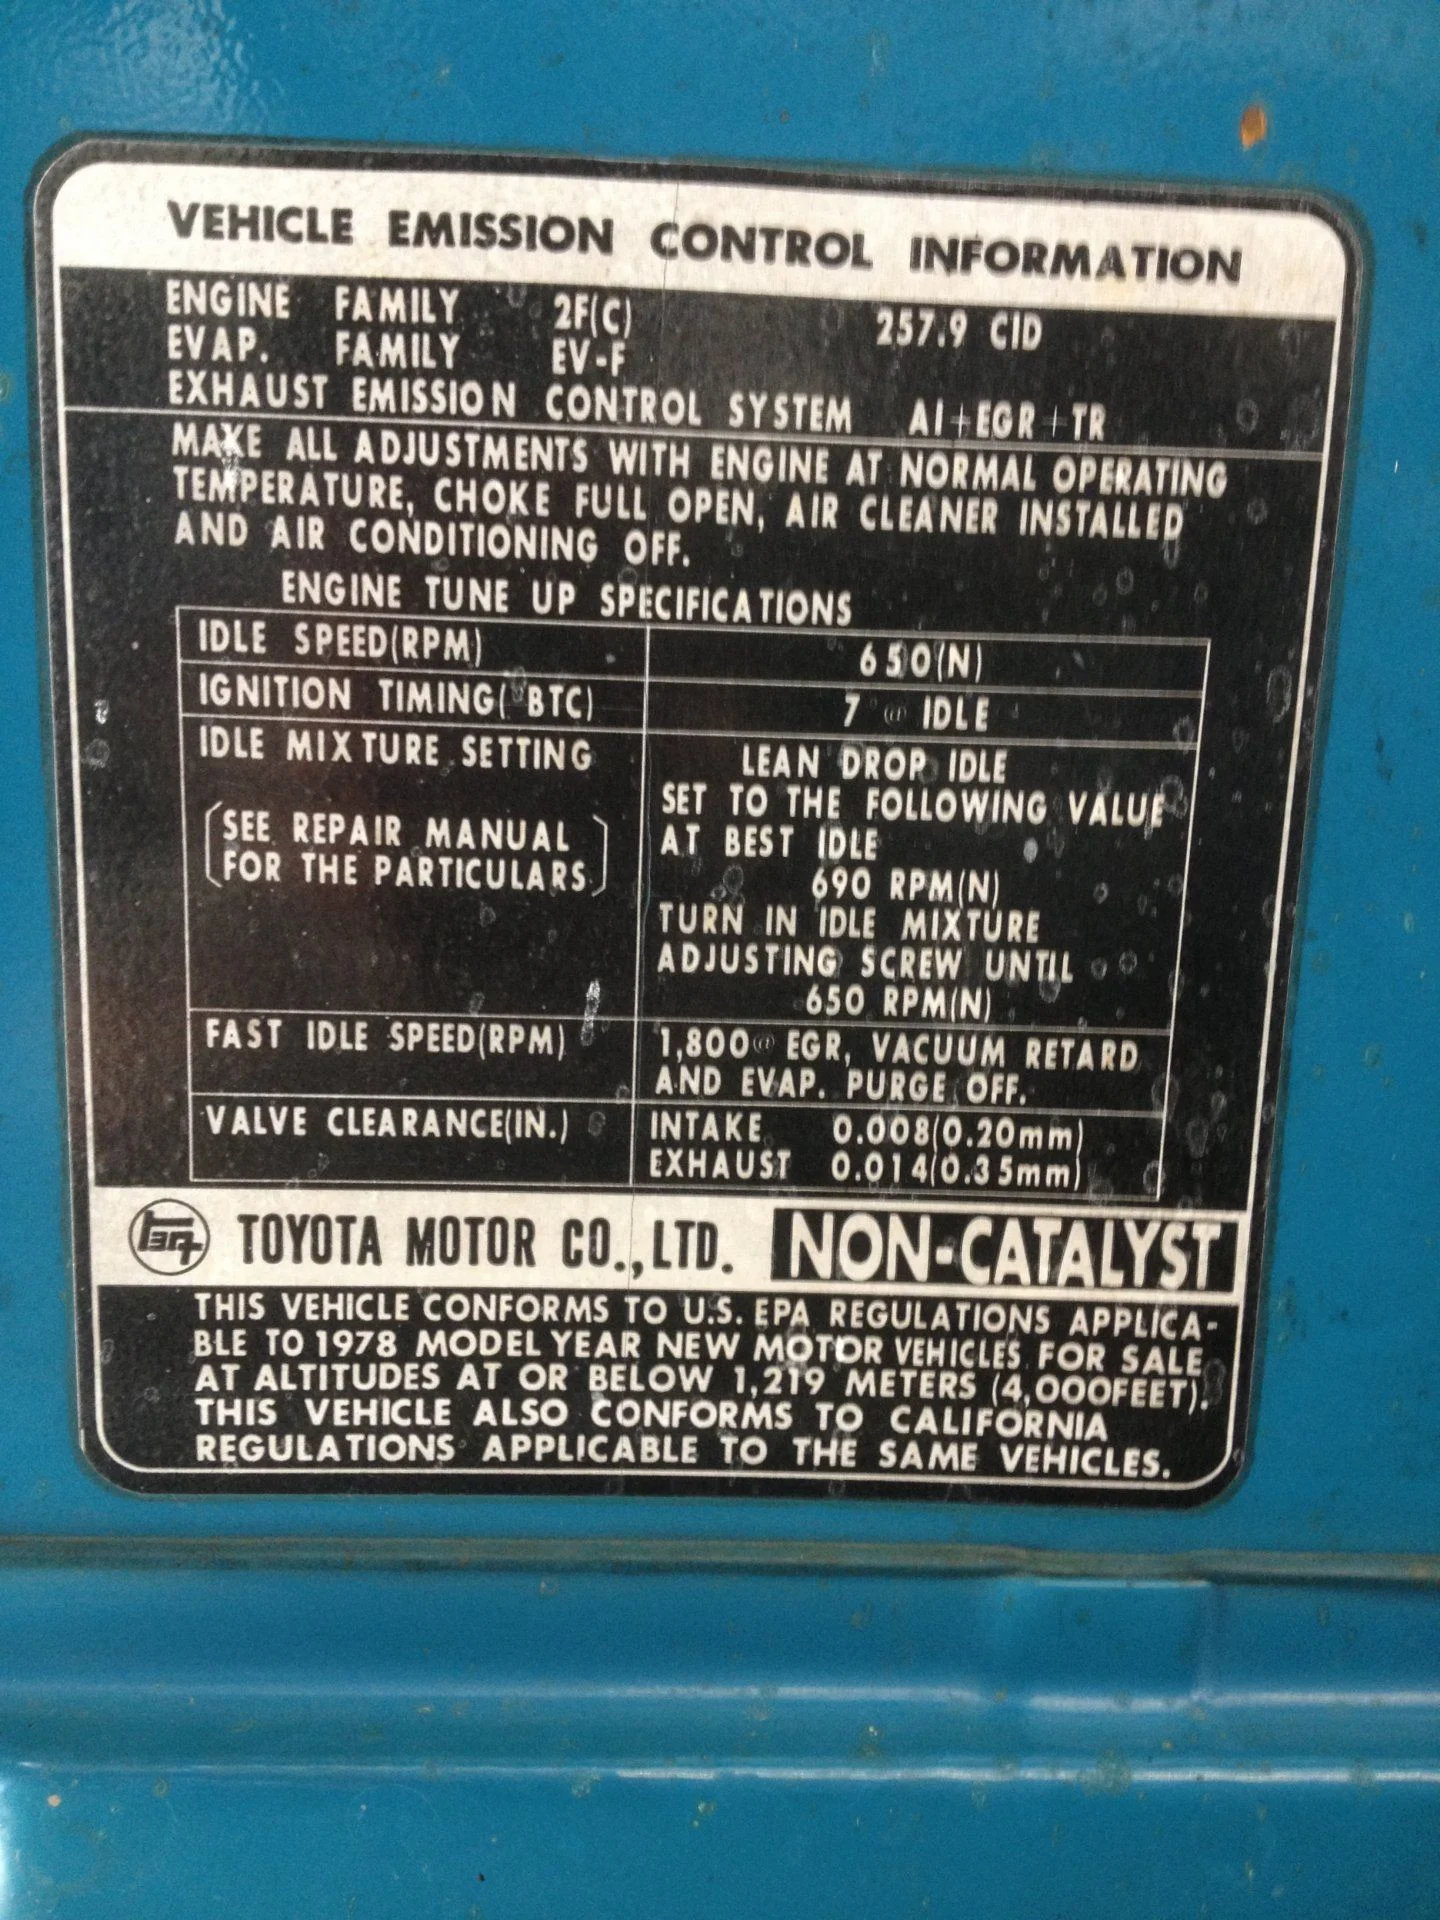 VEHICLE EMISSION CONTROL INFORMATION
ENGINE FAMILY 2F(C) 257.9 CID
EVAP. FAMILY EV-F
EXHAUST EMISSION CONTROL SYSTEM AI+EGR+TR
MAKE ALL ADJUSTMENTS WITH ENGINE AT NORMAL OPERATING
TEMPERATURE, CHOKE FULL OPEN, AIR CLEANER INSTALLED
AND AIR CONDITIONING OFF.
ENGINE TUNE UP SPECIFICATIONS
IDLE SPEED(RPM) 650(N)
IGNITION TIMING(°BTC) 7°@ IDLE
IDLE MIXTURE SETTING LEAN DROP IDLE
SET TO THE FOLLOWING VALUE
(SEE REPAIR MANUAL AT BEST IDLE
FOR THE PARTICULARS.) 690 RPM(N)
TURN IN IDLE MIXTURE
ADJUSTING SCREW UNTIL
650 RPM(N)
FAST IDLE SPEED(RPM) 1,800@ EGR, VACUUM RETARD
AND EVAP. PURGE OFF.
VALVE CLEARANCE(IN.) INTAKE 0.008(0.20mm)
EXHAUST 0.014(0.35mm)
TEQ TOYOTA MOTOR CO.,LTD. NON-CATALYST
THIS VEHICLE CONFORMS TO U.S. EPA REGULATIONS APPLICA-
BLE TO 1978 MODEL YEAR NEW MOTOR VEHICLES FOR SALE
AT ALTITUDES AT OR BELOW 1,219 METERS (4,000FEET).
THIS VEHICLE ALSO CONFORMS TO CALIFORNIA
REGULATIONS APPLICABLE TO THE SAME VEHICLES.